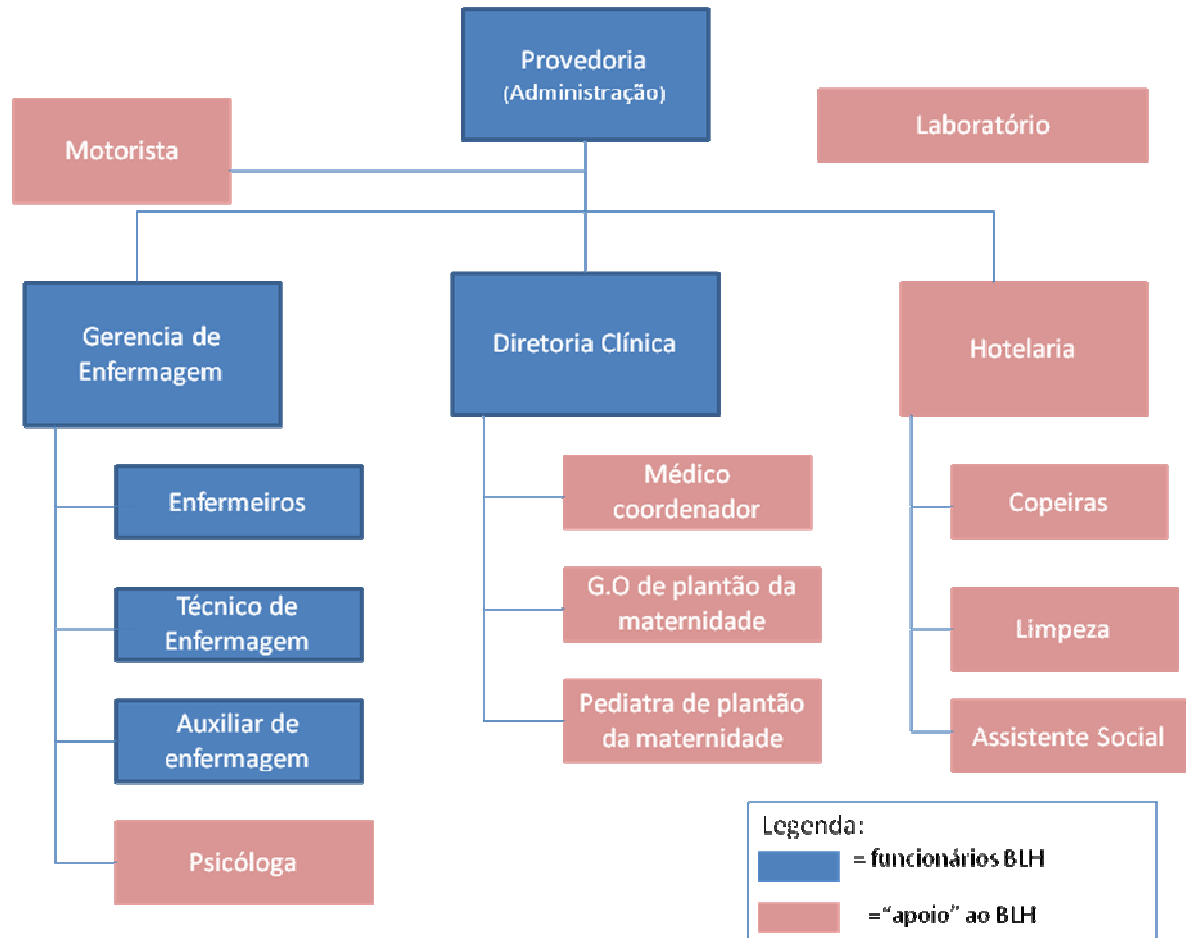 Provedoria
(Administração)
Motorista
Laboratório
Gerencia de
Enfermagem
Diretoria Clínica
Hotelaria
Enfermeiros
Técnico de
Enfermagem
Auxiliar de
enfermagem
Psicóloga
Médico
coordenador
G.O de plantão da
maternidade
Pediatra de plantão
da maternidade
Copeiras
Limpeza
Assistente Social
Legenda:
= funcionários BLH
=“apoio” ao BLH